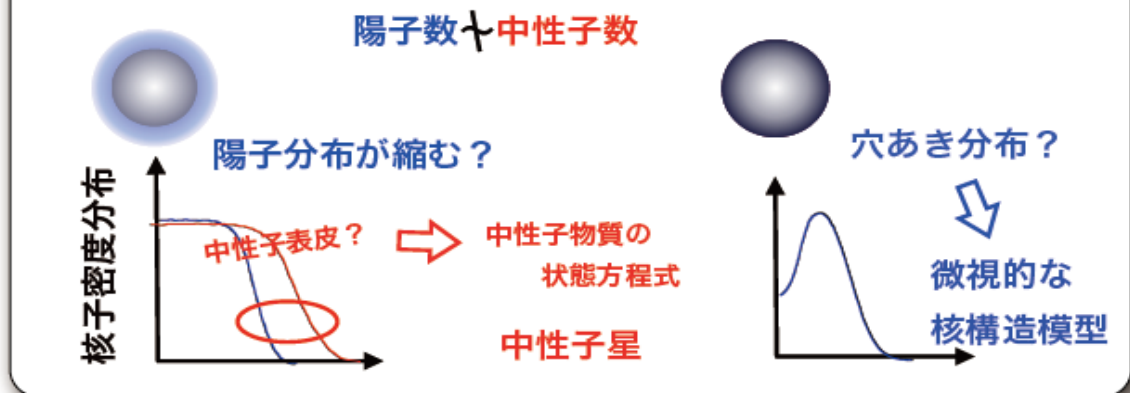 陽子数≠中性子数
陽子分布が縮む？
核子密度分布
中性子表皮？
中性子物質の
状態方程式
中性子星
穴あき分布？
微視的な
核構造模型